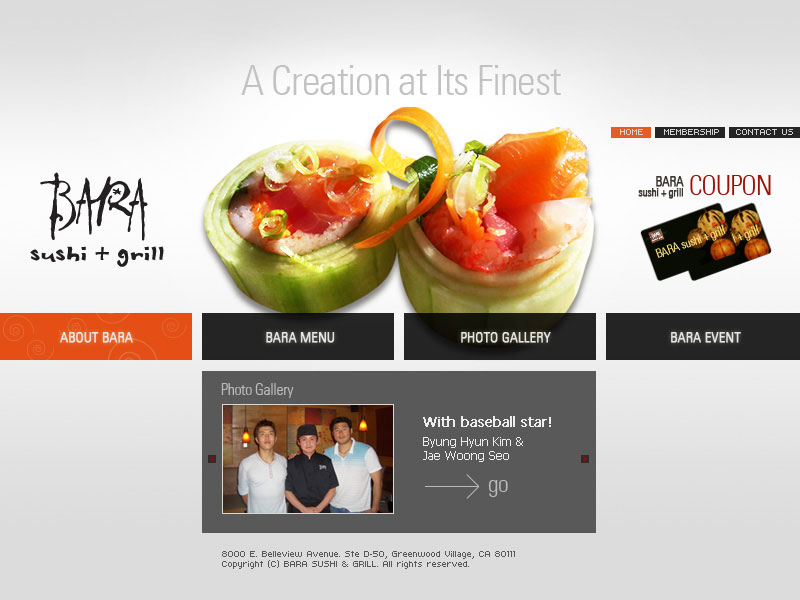 A Creation at Its Finest
HOME MEMBERSHIP CONTACT US
BARA
sushi + grill
BARA
sushi + grill
COUPON
BARA sushi + grill
+ grill
ABOUT BARA
BARA MENU
PHOTO GALLERY
BARA EVENT
Photo Gallery
With baseball star!
Byung Hyun Kim &
Jae Woong Seo
go
8000 E. Belleview Avenue. Ste D-50, Greenwood Village, CA 80111
Copyright (C) BARA SUSHI & GRILL. All rights reserved.